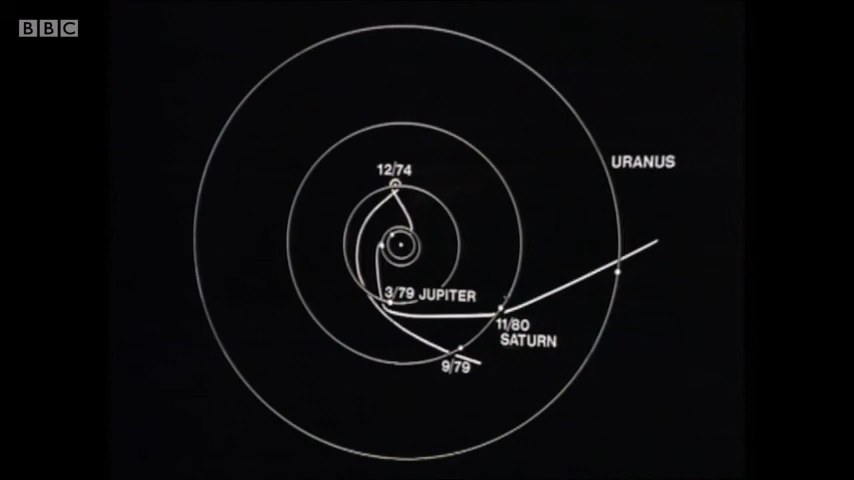 BBC
12/74
URANUS
3/79 JUPITER
11/80
SATURN
9/79